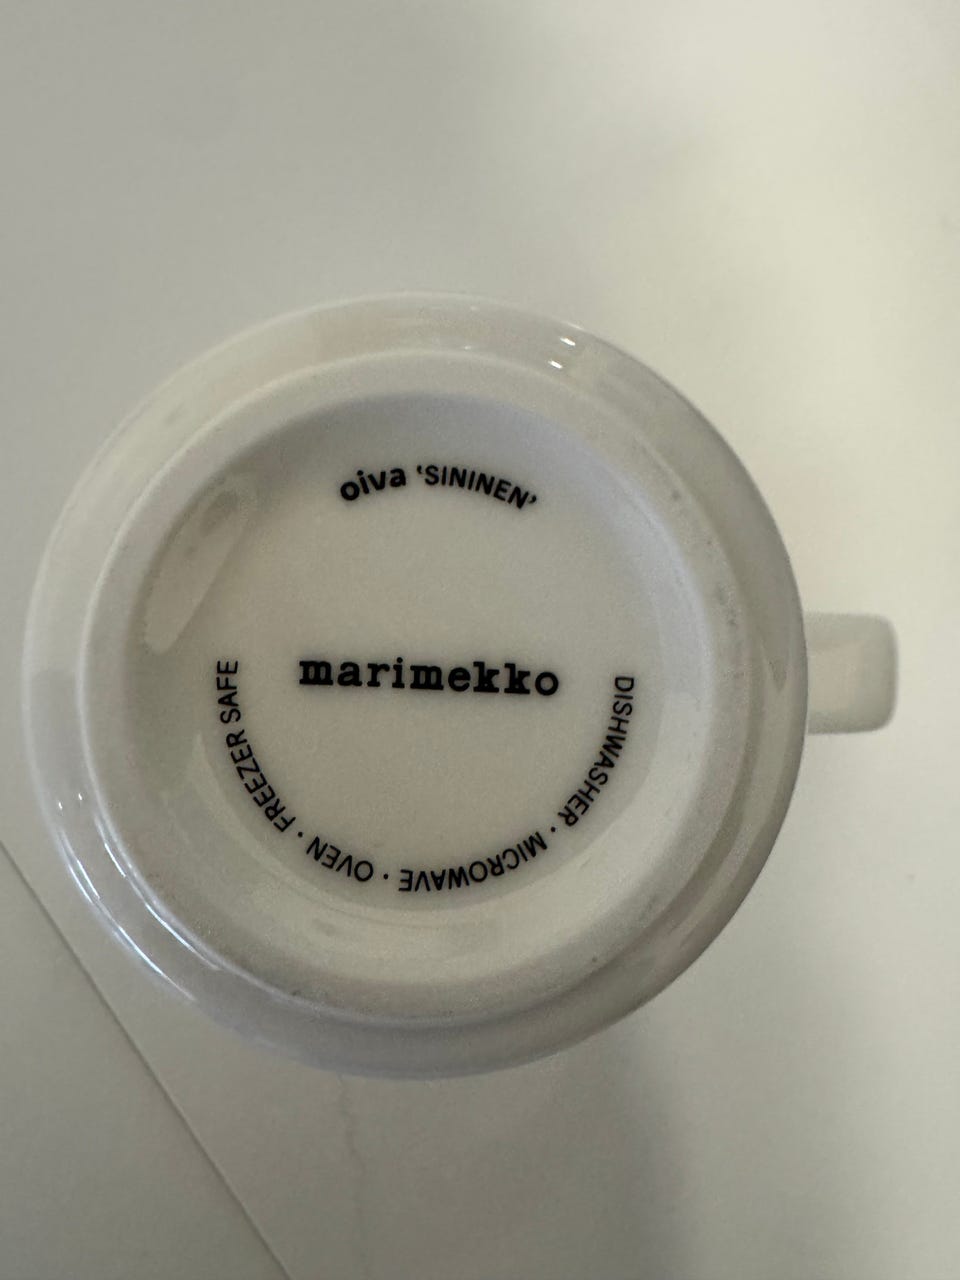 oiva ‘SININEN’
marimekko
DISHWASHER · MICROWAVE · OVEN · FREEZER SAFE